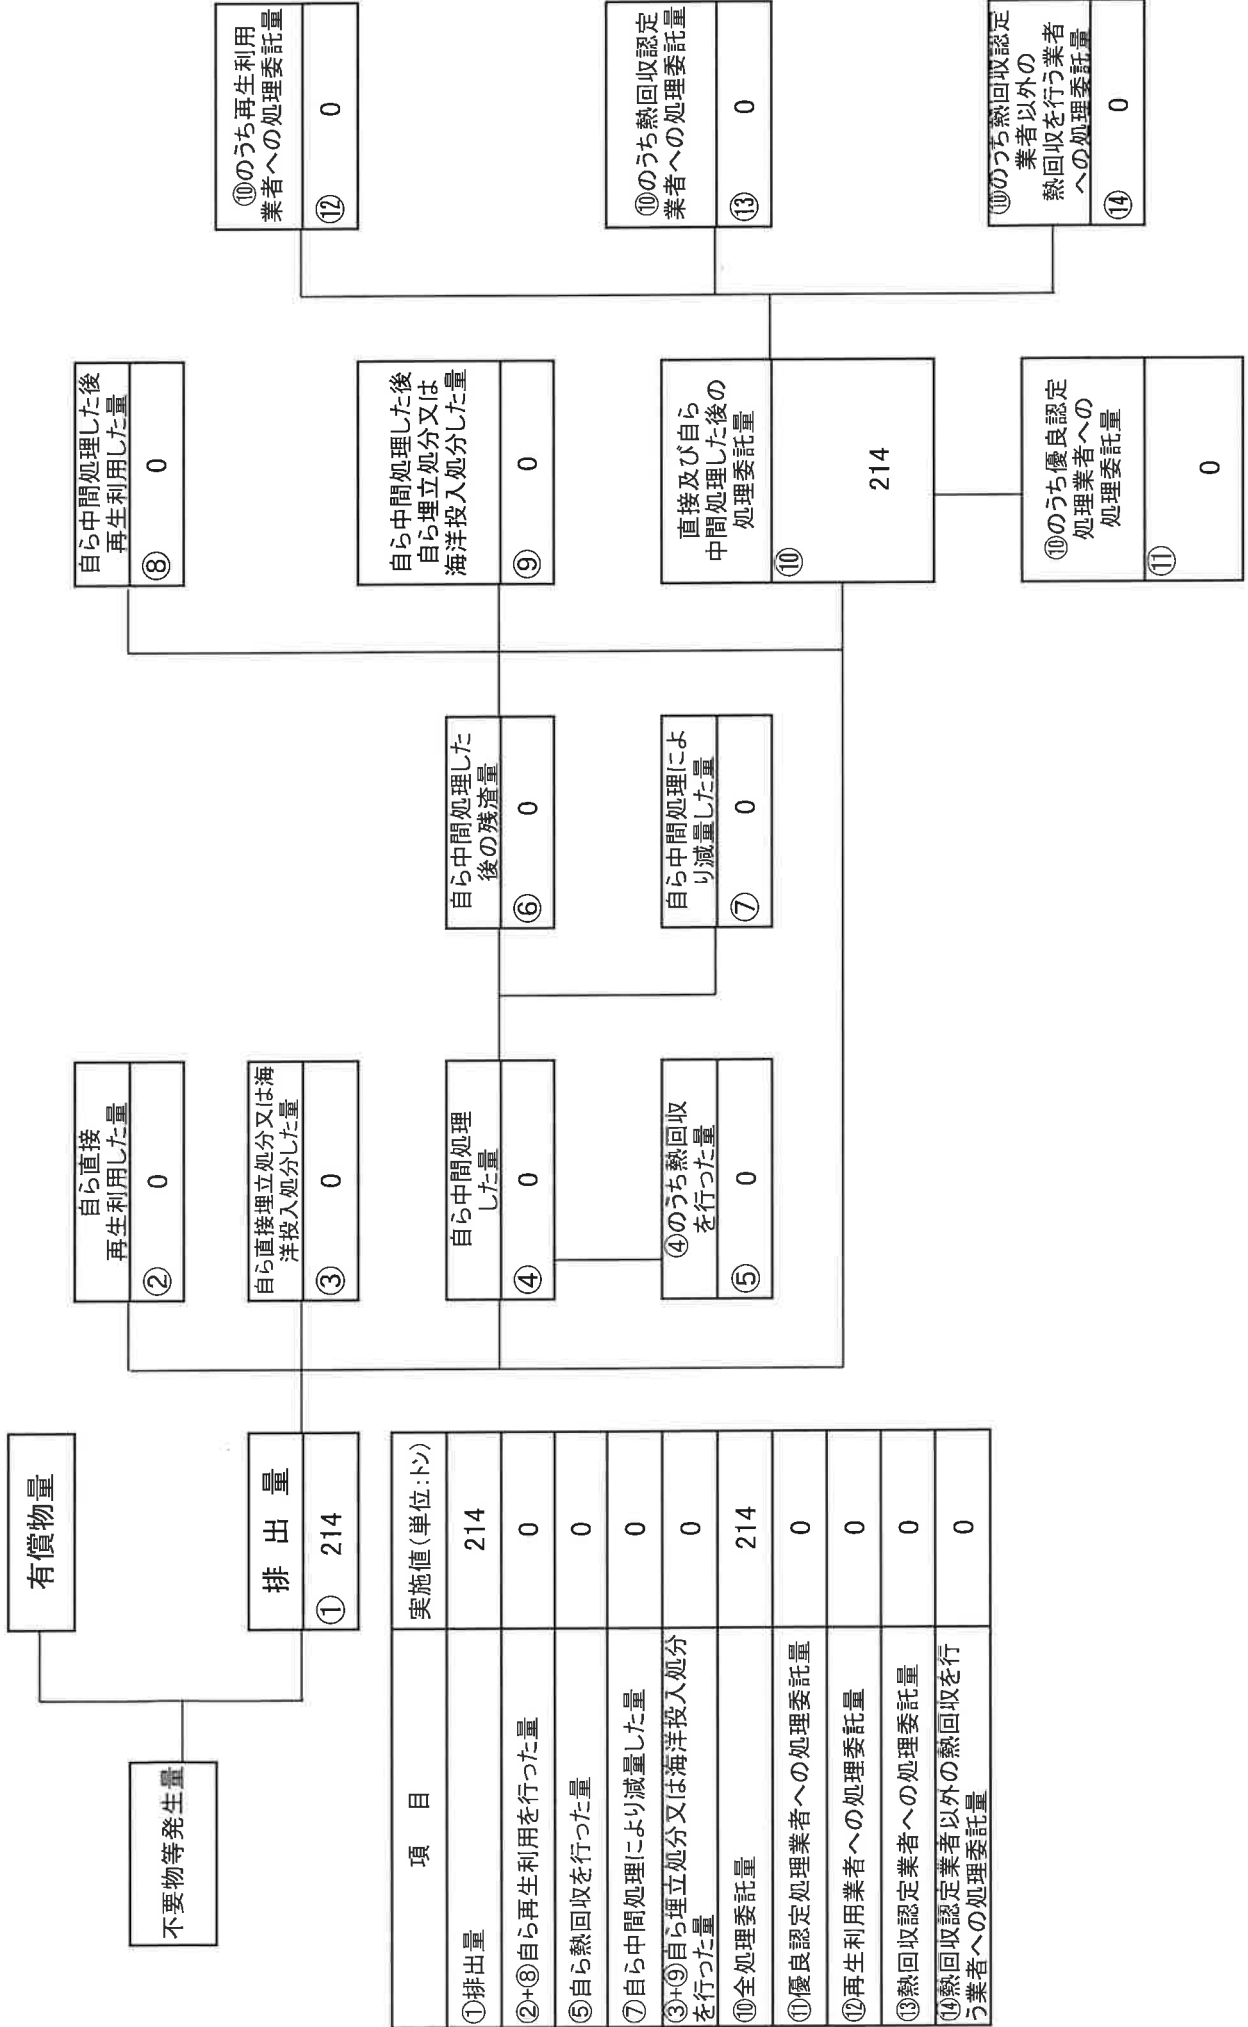 不要物等発生量
有償物量
排 出 量
① 214
自ら直接
再生利用した量
② 0
自ら直接埋立処分又は海
洋投入処分した量
③ 0
自ら中間処理
した量
④ 0
④のうち熱回収
を行った量
⑤ 0
自ら中間処理した
後の残渣量
⑥ 0
自ら中間処理によ
り減量した量
⑦ 0
自ら中間処理した後
再生利用した量
⑧ 0
自ら中間処理した後
自ら埋立処分又は
海洋投入処分した量
⑨ 0
直接及び自ら
中間処理した後の
処理委託量
⑩
214
⑩のうち優良認定
処理業者への
処理委託量
⑪
0
⑩のうち再生利用
業者への処理委託量
⑫ 0
⑩のうち熱回収認定
業者への処理委託量
⑬ 0
⑩のうち熱回収認定
業者以外の
熱回収を行う業者
への処理委託量
⑭ 0
項 目 実施値(単位:トン)
①排出量 214
②+⑧自ら再生利用を行った量 0
⑤自ら熱回収を行った量 0
⑦自ら中間処理により減量した量 0
③+⑨自ら埋立処分又は海洋投入処分
を行った量 0
⑩全処理委託量 214
⑪優良認定処理業者への処理委託量 0
⑫再生利用業者への処理委託量 0
⑬熱回収認定業者への処理委託量 0
⑭熱回収認定業者以外の熱回収を行
う業者への処理委託量 0